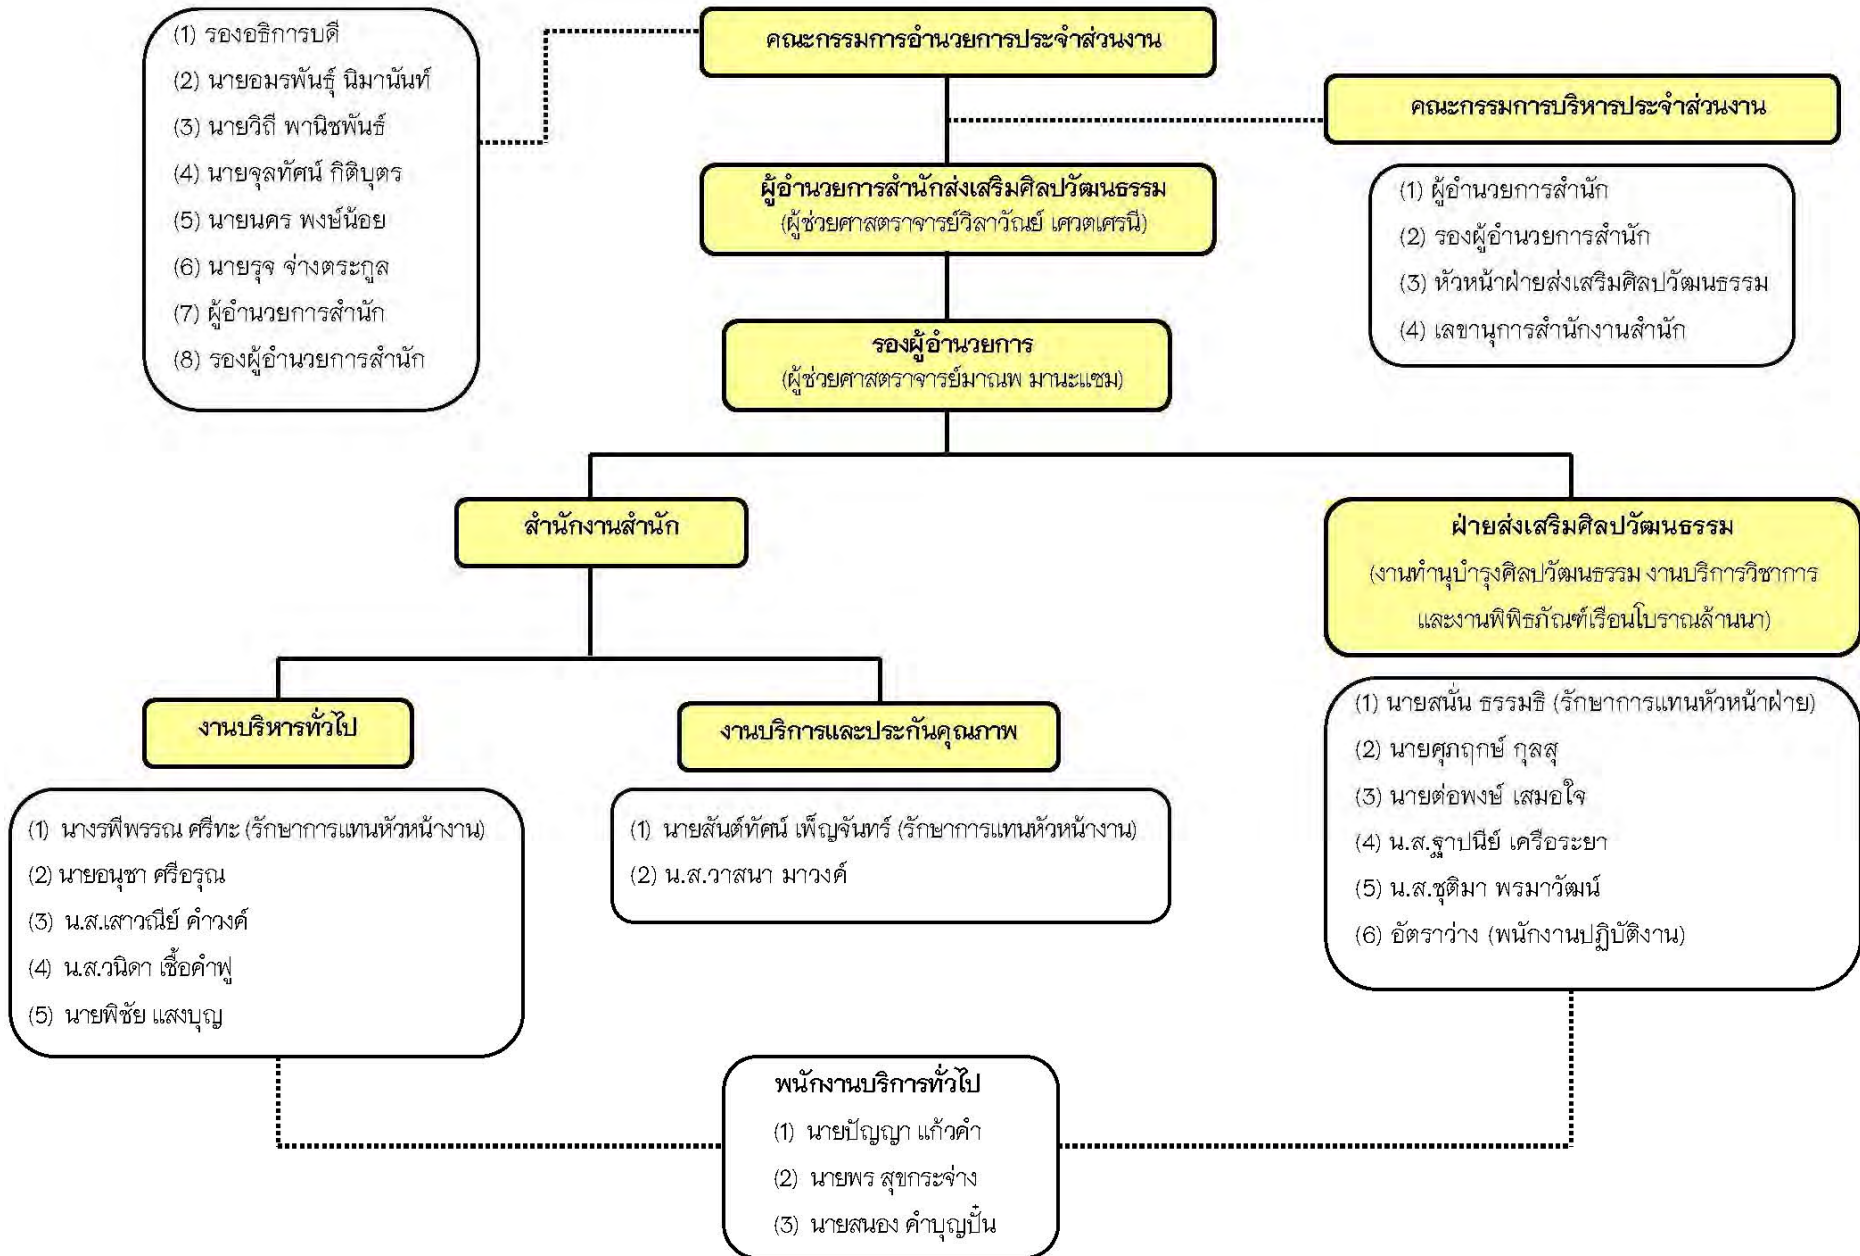 คณะกรรมการอำนวยการประจำส่วนงาน
(1) รองอธิการบดี
(2) นายอมรพันธุ์ นิมานันท์
(3) นายวิถี พานิชพันธ์
(4) นายจุลทัศน์ กิติบุตร
(5) นายนคร พงษ์น้อย
(6) นายรุจ จ่างตระกูล
(7) ผู้อำนวยการสำนัก
(8) รองผู้อำนวยการสำนัก
คณะกรรมการบริหารประจำส่วนงาน
(1) ผู้อำนวยการสำนัก
(2) รองผู้อำนวยการสำนัก
(3) หัวหน้าฝ่ายส่งเสริมศิลปวัฒนธรรม
(4) เลขานุการสำนักงานสำนัก
ผู้อำนวยการสำนักส่งเสริมศิลปวัฒนธรรม
(ผู้ช่วยศาสตราจารย์วิลาวัณย์ เศวตเศรนี)
รองผู้อำนวยการ
(ผู้ช่วยศาสตราจารย์มาณพ มานะแซม)
สำนักงานสำนัก
ฝ่ายส่งเสริมศิลปวัฒนธรรม
(งานทำนุบำรุงศิลปวัฒนธรรม งานบริการวิชาการ
และงานพิพิธภัณฑ์เรือนโบราณล้านนา)
งานบริหารทั่วไป
(1) นางรพีพรรณ ศรีทะ (รักษาการแทนหัวหน้างาน)
(2) นายอนุชา ศรีอรุณ
(3) น.ส.เสาวณีย์ คำวงค์
(4) น.ส.วนิดา เชื้อคำฟู
(5) นายพิชัย แสงบุญ
งานบริการและประกันคุณภาพ
(1) นายสันต์ทัศน์ เพ็ญจันทร์ (รักษาการแทนหัวหน้างาน)
(2) น.ส.วาสนา มาวงค์
(1) นายสนั่น ธรรมธิ (รักษาการแทนหัวหน้าฝ่าย)
(2) นายศุภฤกษ์ กุลสุ
(3) นายต่อพงษ์ เสมอใจ
(4) น.ส.ฐาปนีย์ เครือระยา
(5) น.ส.ชุติมา พรมาวัฒน์
(6) อัตราว่าง (พนักงานปฏิบัติงาน)
พนักงานบริการทั่วไป
(1) นายปัญญา แก้วคำ
(2) นายพร สุขกระจ่าง
(3) นายสนอง คำบุญปั๋น